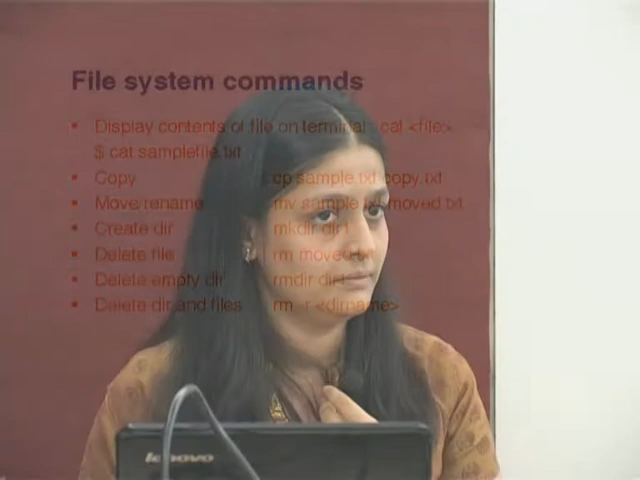 File system commands
▪ Display contents of file on terminal : cat <file>
$ cat samplefile.txt
▪ Copy : cp sample.txt copy.txt
▪ Move/rename : mv sample.txt moved.txt
▪ Create dir : mkdir dir1
▪ Delete file : rm moved.txt
▪ Delete empty dir : rmdir dir1
▪ Delete dir and files : rm -r <dirname>
lenovo